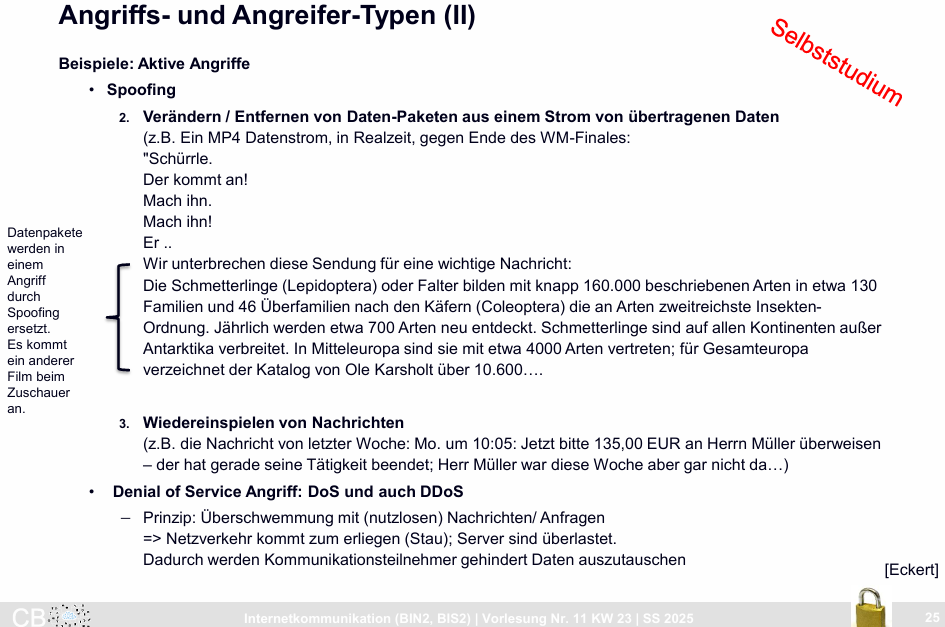 Angriffs- und Angreifer-Typen (II)
Selbststudium
Beispiele: Aktive Angriffe
• Spoofing
2. Verändern / Entfernen von Daten-Paketen aus einem Strom von übertragenen Daten
(z.B. Ein MP4 Datenstrom, in Realzeit, gegen Ende des WM-Finales:
"Schürrle.
Der kommt an!
Mach ihn.
Mach ihn!
Er ..
Wir unterbrechen diese Sendung für eine wichtige Nachricht:
Die Schmetterlinge (Lepidoptera) oder Falter bilden mit knapp 160.000 beschriebenen Arten in etwa 130
Familien und 46 Überfamilien nach den Käfern (Coleoptera) die an Arten zweitreichste Insekten-
Ordnung. Jährlich werden etwa 700 Arten neu entdeckt. Schmetterlinge sind auf allen Kontinenten außer
Antarktika verbreitet. In Mitteleuropa sind sie mit etwa 4000 Arten vertreten; für Gesamteuropa
verzeichnet der Katalog von Ole Karsholt über 10.600….
Datenpakete
werden in
einem
Angriff
durch
Spoofing
ersetzt.
Es kommt
ein anderer
Film beim
Zuschauer
an.
3. Wiedereinspielen von Nachrichten
(z.B. die Nachricht von letzter Woche: Mo. um 10:05: Jetzt bitte 135,00 EUR an Herrn Müller überweisen
– der hat gerade seine Tätigkeit beendet; Herr Müller war diese Woche aber gar nicht da…)
• Denial of Service Angriff: DoS und auch DDoS
– Prinzip: Überschwemmung mit (nutzlosen) Nachrichten/ Anfragen
=> Netzverkehr kommt zum erliegen (Stau); Server sind überlastet.
Dadurch werden Kommunikationsteilnehmer gehindert Daten auszutauschen
[Eckert]
CB
Internetkommunikation (BIN2, BIS2) | Vorlesung Nr. 11 KW 23 | SS 2025
25